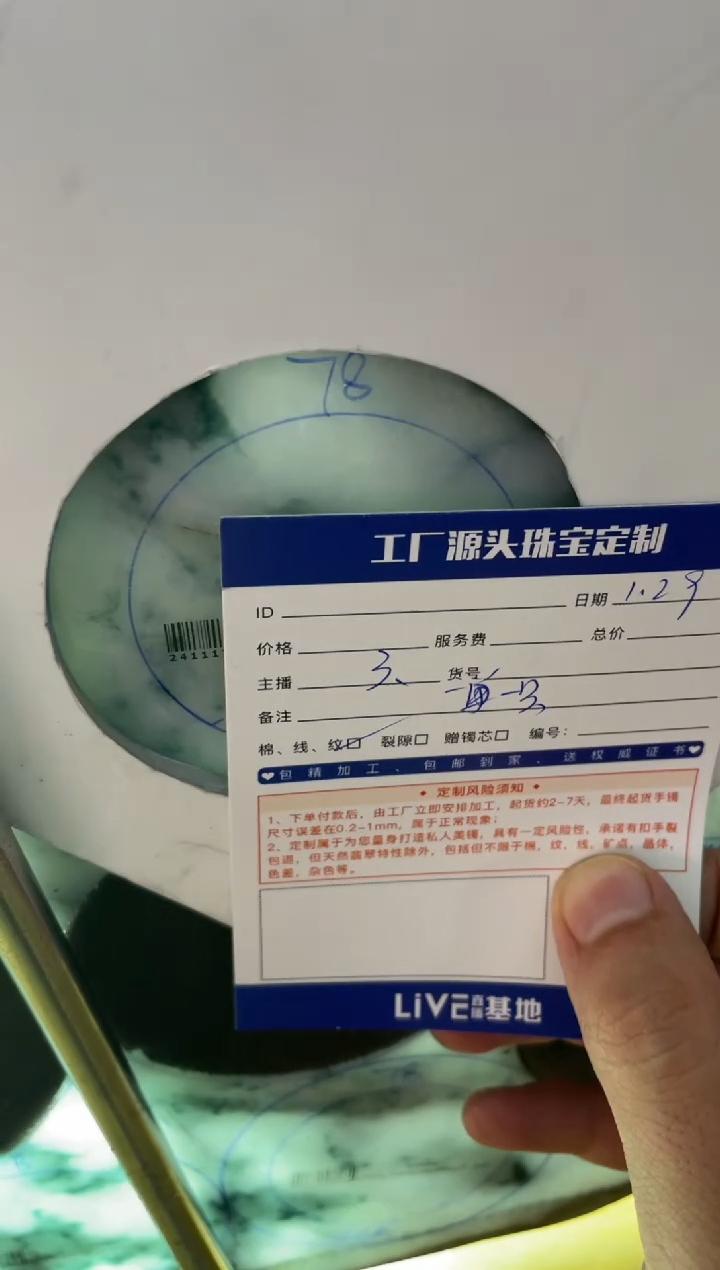 78
24111
工厂源头珠宝定制
ID 日期 1.29
价格 服务费 总价
主播 货号
备注
棉、线、纹 裂隙 赠镯芯 编号：
包精加工、包邮到家、送权威证书
定制风险须知
1、下单付款后，由工厂立即安排加工，起货约2-7天，最终起货手镯
尺寸误差在0.2-1mm，属于正常现象；
2、定制属于为您量身打造私人美镯，具有一定风险性，承诺有扣手裂
包退，但天然翡翠特性除外，包括但不限于棉，纹，线，矿点，晶体，
色差，杂色等。
LiVE直播基地